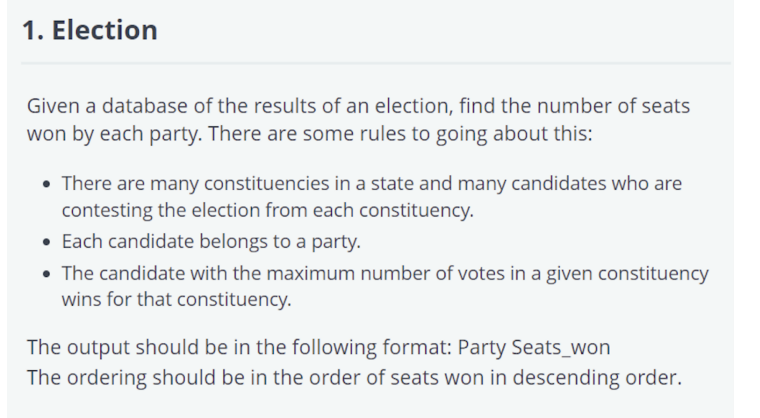 1. Election
Given a database of the results of an election, find the number of seats
won by each party. There are some rules to going about this:
• There are many constituencies in a state and many candidates who are
contesting the election from each constituency.
• Each candidate belongs to a party.
• The candidate with the maximum number of votes in a given constituency
wins for that constituency.
The output should be in the following format: Party Seats_won
The ordering should be in the order of seats won in descending order.